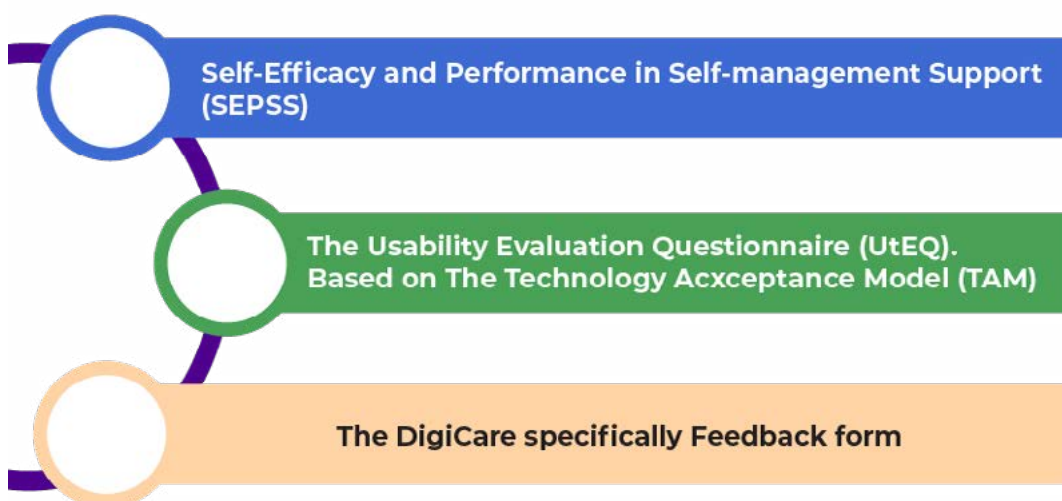 Self-Efficacy and Performance in Self-management Support
(SEPSS)
The Usability Evaluation Questionnaire (UtEQ).
Based on The Technology Acxceptance Model (TAM)
The DigiCare specifically Feedback form